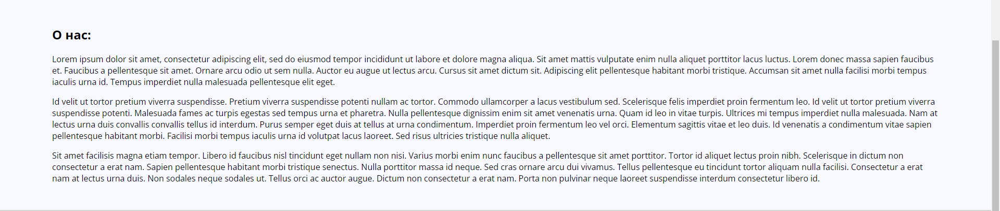 О нас:
Lorem ipsum dolor sit amet, consectetur adipiscing elit, sed do eiusmod tempor incididunt ut labore et dolore magna aliqua. Sit amet mattis vulputate enim nulla aliquet porttitor lacus luctus. Lorem donec massa sapien faucibus
et. Faucibus a pellentesque sit amet. Ornare arcu odio ut sem nulla. Auctor eu augue ut lectus arcu. Cursus sit amet dictum sit. Adipiscing elit pellentesque habitant morbi tristique. Accumsan sit amet nulla facilisi morbi tempus
iaculis urna id. Tempus imperdiet nulla malesuada pellentesque elit eget.
Id velit ut tortor pretium viverra suspendisse. Pretium viverra suspendisse potenti nullam ac tortor. Commodo ullamcorper a lacus vestibulum sed. Scelerisque felis imperdiet proin fermentum leo. Id velit ut tortor pretium viverra
suspendisse potenti. Malesuada fames ac turpis egestas sed tempus urna et pharetra. Nulla pellentesque dignissim enim sit amet venenatis urna. Quam id leo in vitae turpis. Ultrices mi tempus imperdiet nulla malesuada. Nam at
lectus urna duis convallis convallis tellus id interdum. Purus semper eget duis at tellus at urna condimentum. Imperdiet proin fermentum leo vel orci. Elementum sagittis vitae et leo duis. Id venenatis a condimentum vitae sapien
pellentesque habitant morbi. Facilisi morbi tempus iaculis urna id volutpat lacus laoreet. Sed risus ultricies tristique nulla aliquet.
Sit amet facilisis magna etiam tempor. Libero id faucibus nisl tincidunt eget nullam non nisi. Varius morbi enim nunc faucibus a pellentesque sit amet porttitor. Tortor id aliquet lectus proin nibh. Scelerisque in dictum non
consectetur a erat nam. Sapien pellentesque habitant morbi tristique senectus. Nulla porttitor massa id neque. Sed cras ornare arcu dui vivamus. Tellus pellentesque eu tincidunt tortor aliquam nulla facilisi. Consectetur a erat
nam at lectus urna duis. Non sodales neque sodales ut. Tellus orci ac auctor augue. Dictum non consectetur a erat nam. Porta non pulvinar neque laoreet suspendisse interdum consectetur libero id.